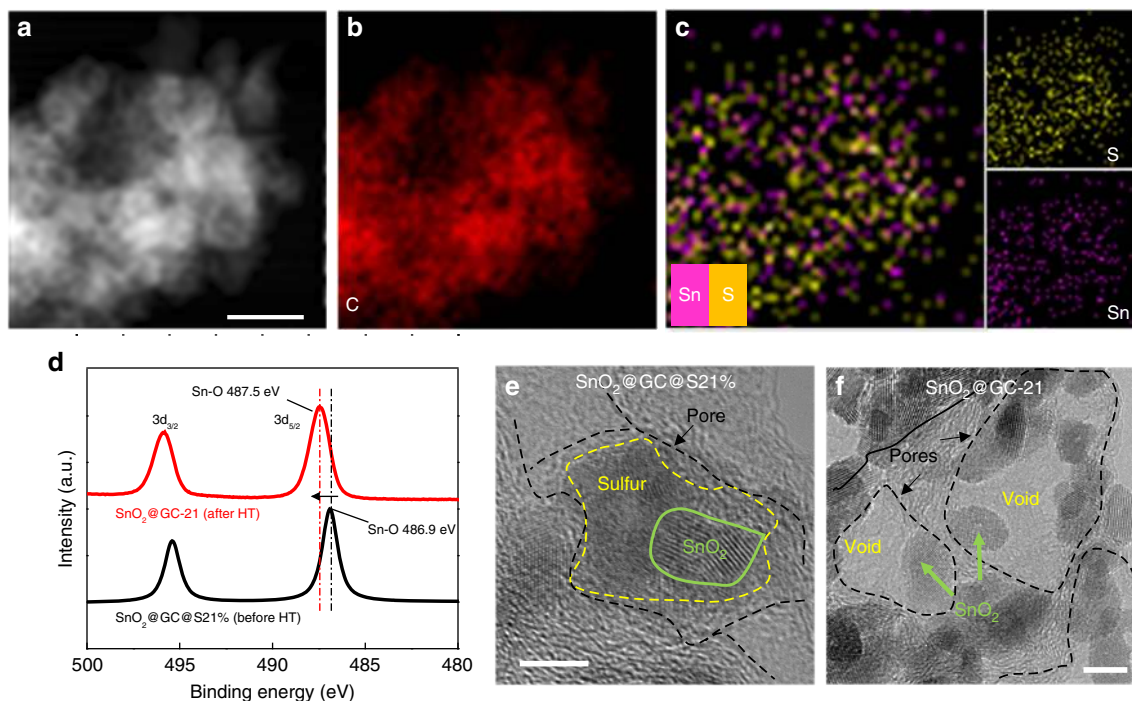 a
b
C
c
Sn S
S
Sn
d
Sn-O 487.5 eV
3d3/2
3d5/2
SnO2@GC-21 (after HT)
Sn-O 486.9 eV
SnO2@GC@S21% (before HT)
Intensity (a.u.)
500 495 490 485 480
Binding energy (eV)
e
SnO2@GC@S21%
Pore
Sulfur
SnO2
f
SnO2@GC-21
Pores
Void
Void
SnO2